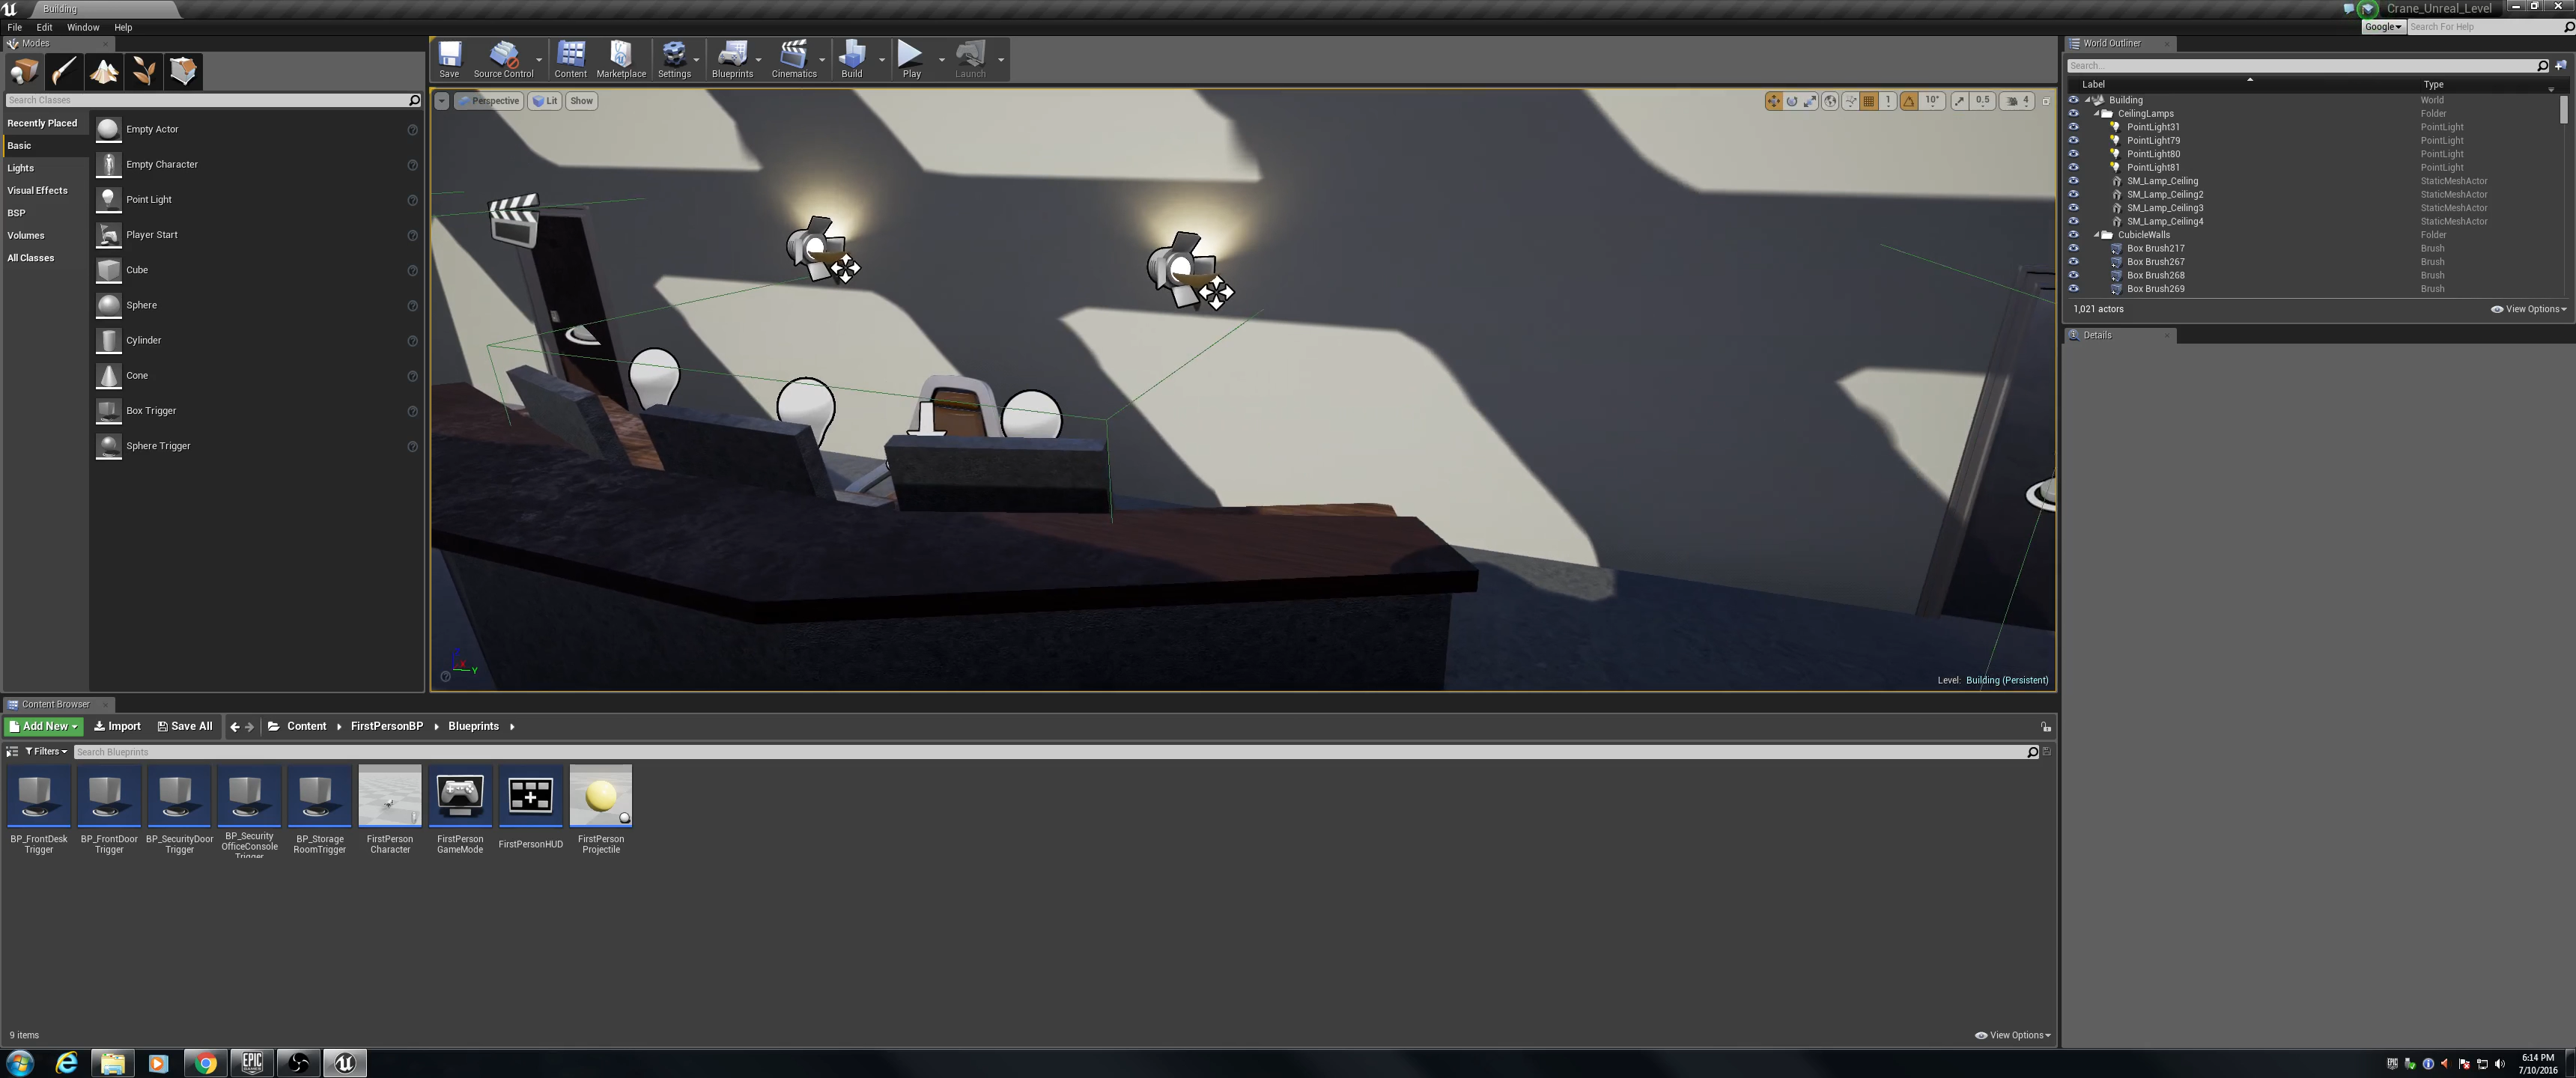 Building
Crane_Unreal_Level
File Edit Window Help
Google
Search For Help
Modes
Search Classes
Recently Placed
Basic
Lights
Visual Effects
BSP
Volumes
All Classes
Empty Actor
Empty Character
Point Light
Player Start
Cube
Sphere
Cylinder
Cone
Box Trigger
Sphere Trigger
Save Source Control Content Marketplace Settings Blueprints Cinematics Build Play Launch
Perspective Lit Show
1 10° 0.5 4
Level: Building (Persistent)
World Outliner
Search...
Label Type
Building World
CeilingLamps Folder
PointLight31 PointLight
PointLight79 PointLight
PointLight80 PointLight
PointLight81 PointLight
SM_Lamp_Ceiling StaticMeshActor
SM_Lamp_Ceiling2 StaticMeshActor
SM_Lamp_Ceiling3 StaticMeshActor
SM_Lamp_Ceiling4 StaticMeshActor
CubicleWalls Folder
Box Brush217 Brush
Box Brush267 Brush
Box Brush268 Brush
Box Brush269 Brush
1,021 actors
View Options
Details
Content Browser
Add New Import Save All Content FirstPersonBP Blueprints
Filters
Search Blueprints
BP_FrontDesk
Trigger
BP_FrontDoor
Trigger
BP_SecurityDoor
Trigger
BP_Security
OfficeConsole
Trigger
BP_Storage
RoomTrigger
FirstPerson
Character
FirstPerson
GameMode
FirstPersonHUD
FirstPerson
Projectile
9 items
View Options
EPIC
GAMES
6:14 PM
7/10/2016